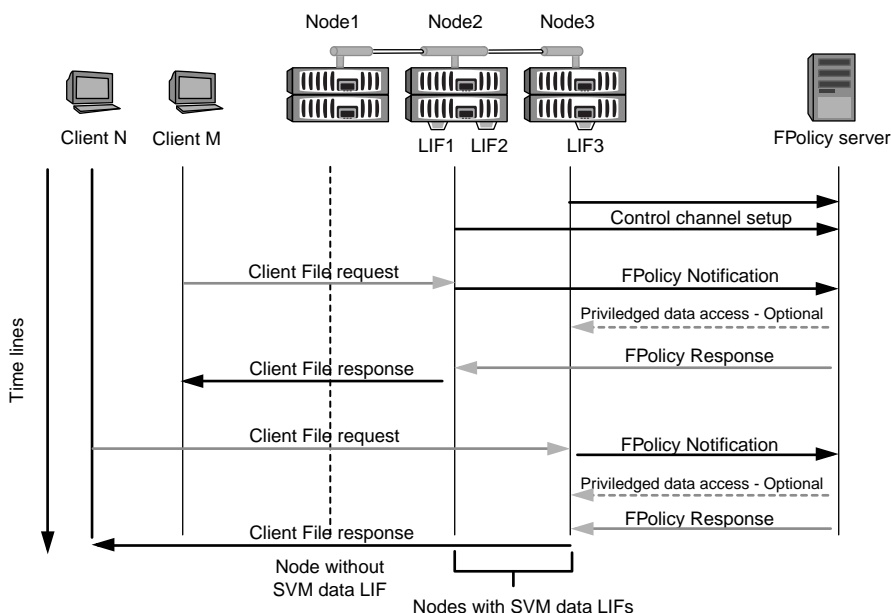 Node1 Node2 Node3
Client N Client M LIF1 LIF2 LIF3 FPolicy server
Control channel setup
Client File request FPolicy Notification
Priviledged data access - Optional
FPolicy Response
Client File response
Time lines
Client File request FPolicy Notification
Priviledged data access - Optional
FPolicy Response
Client File response
Node without
SVM data LIF
Nodes with SVM data LIFs